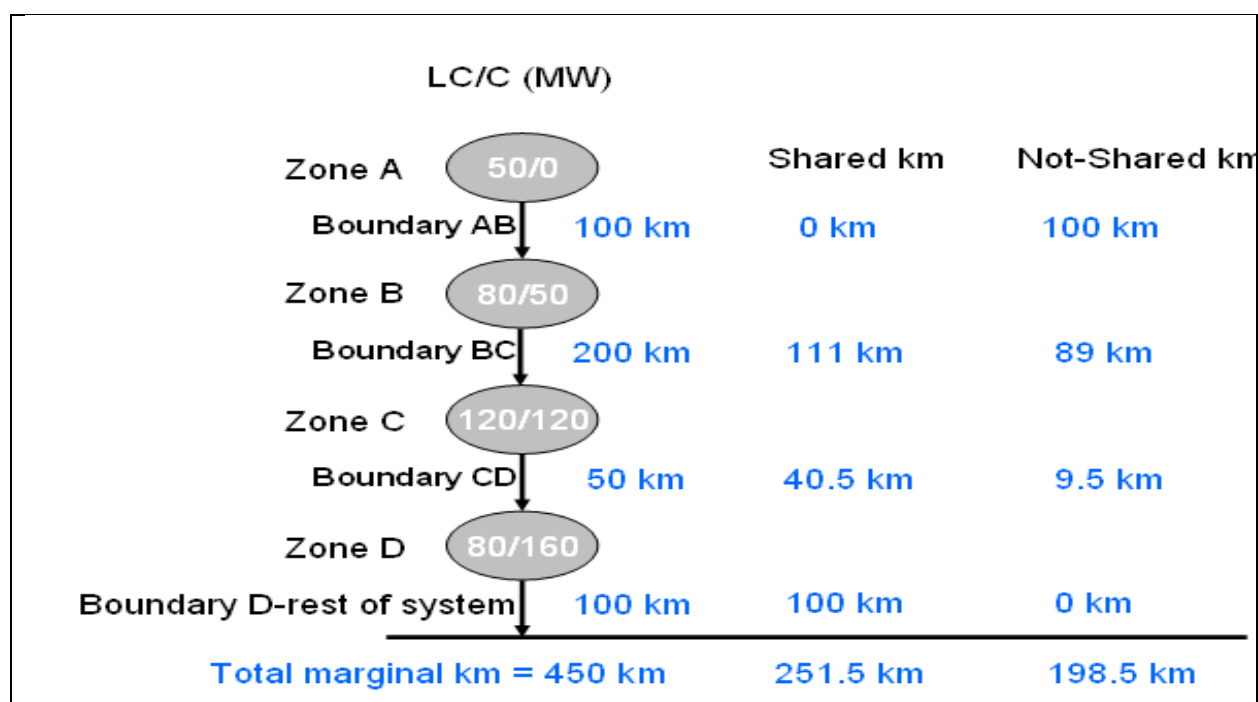 LC/C (MW)
Shared km Not-Shared km
Zone A 50/0
Boundary AB 100 km 0 km 100 km
Zone B 80/50
Boundary BC 200 km 111 km 89 km
Zone C 120/120
Boundary CD 50 km 40.5 km 9.5 km
Zone D 80/160
Boundary D-rest of system 100 km 100 km 0 km
Total marginal km = 450 km 251.5 km 198.5 km